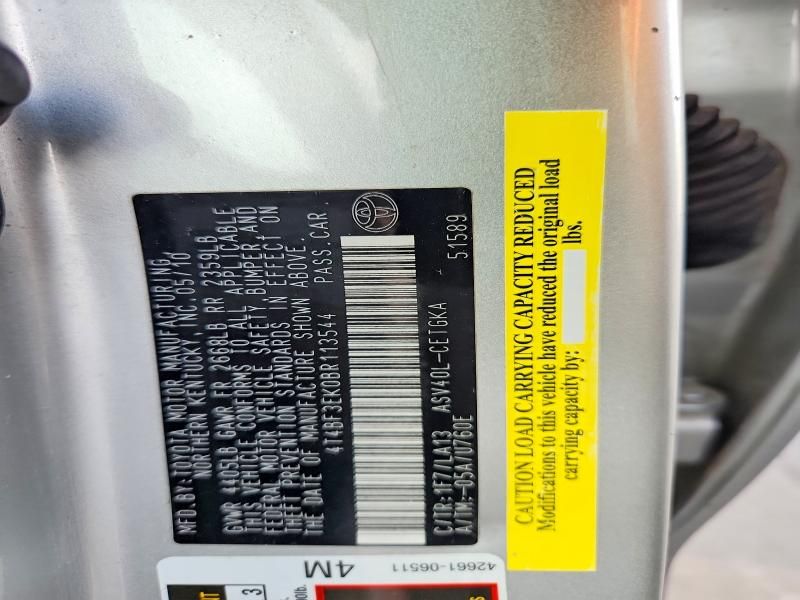 MFD.BY: TOYOTA MOTOR MANUFACTURING,
NORTHERN KENTUCKY, INC. 05/10
GVWR 4405LB GAWR FR 2668LB RR 2359LB
THIS VEHICLE CONFORMS TO ALL APPLICABLE
FEDERAL MOTOR VEHICLE SAFETY, BUMPER AND
THEFT PREVENTION STANDARDS IN EFFECT ON
THE DATE OF MANUFACTURE SHOWN ABOVE.
4T4BF3EK0BR113544 PASS.CAR.
C/TR:1F7/LA13 ASV40L-CETGKA
A/TM:-05A/U760E 51589
CAUTION LOAD CARRYING CAPACITY REDUCED
Modifications to this vehicle have reduced the original load
carrying capacity by: lbs.
4M
42661-06511
3